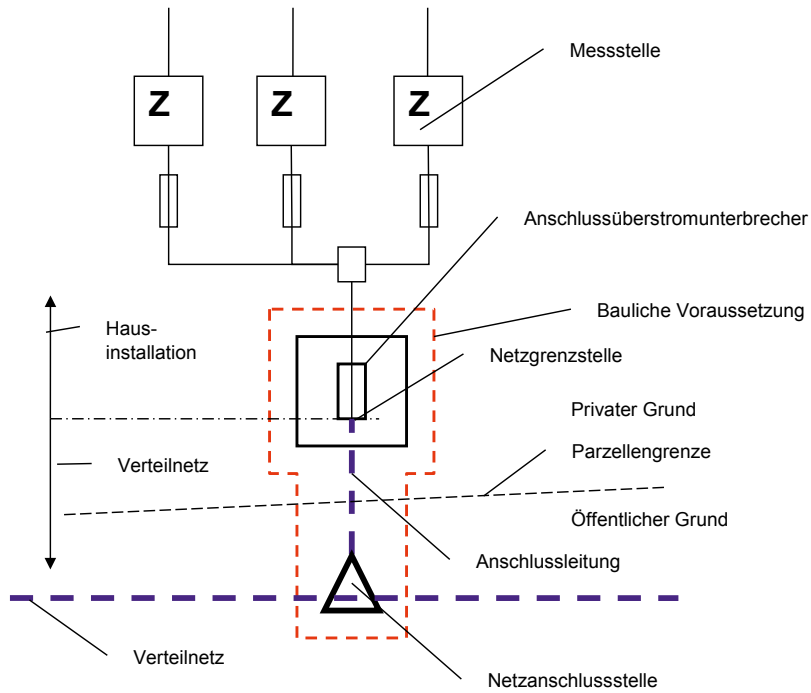 Messstelle
Z Z Z
Anschlussüberstromunterbrecher
Bauliche Voraussetzung
Haus-
installation
Netzgrenzstelle
Privater Grund
Parzellengrenze
Verteilnetz
Öffentlicher Grund
Anschlussleitung
Verteilnetz
Netzanschlussstelle